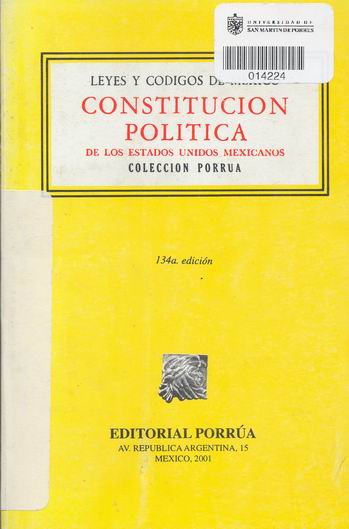 UNIVERSIDAD DE
SAN MARTIN DE PORRES
014224
LEYES Y CODIGOS DE MEXICO
CONSTITUCION
POLITICA
DE LOS ESTADOS UNIDOS MEXICANOS
COLECCION PORRUA
134a. edición
EDITORIAL PORRÚA
AV. REPUBLICA ARGENTINA, 15
MEXICO, 2001